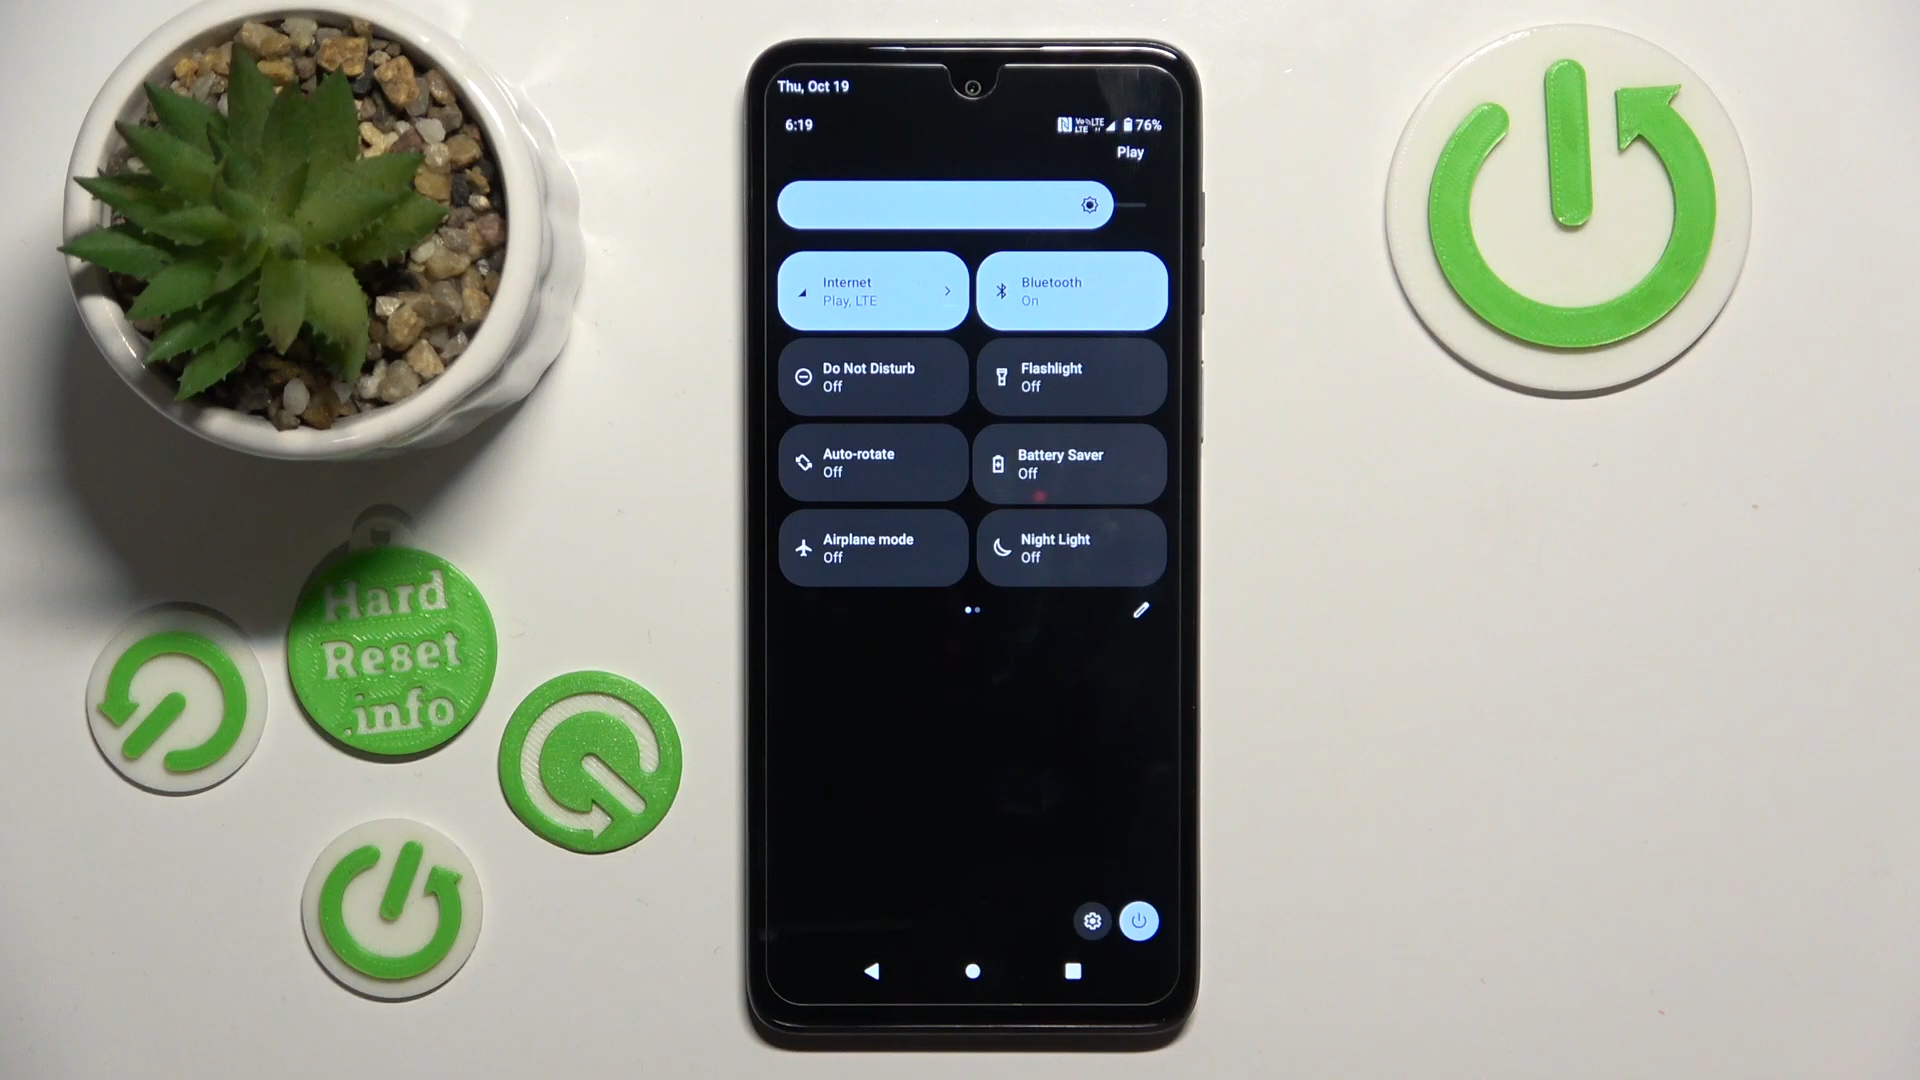 Thu, Oct 19
6:19
76%
Play
Internet
Play, LTE
Bluetooth
On
Do Not Disturb
Off
Flashlight
Off
Auto-rotate
Off
Battery Saver
Off
Airplane mode
Off
Night Light
Off
Hard
Reset
.info